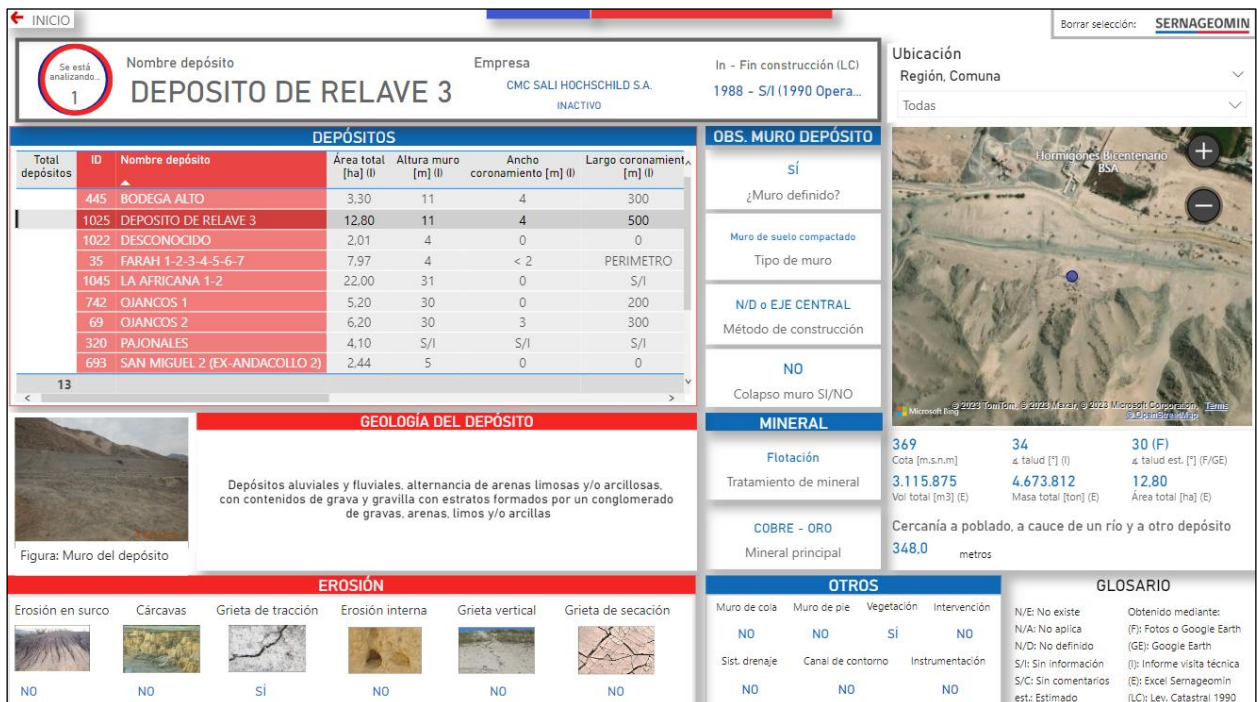 INICIO
Borrar selección: SERNAGEOMIN
Se está analizando...
1
Nombre depósito
DEPOSITO DE RELAVE 3
Empresa
CMC SALI HOCHSCHILD S.A.
INACTIVO
In - Fin construcción (LC)
1988 - S/I (1990 Opera...
Ubicación
Región, Comuna
Todas
DEPÓSITOS
Total depósitos ID Nombre depósito Área total [ha] (I) Altura muro [m] (I) Ancho coronamiento [m] (I) Largo coronamient [m] (I)
445 BODEGA ALTO 3,30 11 4 300
1025 DEPOSITO DE RELAVE 3 12,80 11 4 500
1022 DESCONOCIDO 2,01 4 0 0
35 FARAH 1-2-3-4-5-6-7 7,97 4 < 2 PERIMETRO
1045 LA AFRICANA 1-2 22,00 31 0 S/I
742 OJANCOS 1 5,20 30 0 200
69 OJANCOS 2 6,20 30 3 300
320 PAJONALES 4,10 S/I S/I S/I
693 SAN MIGUEL 2 (EX-ANDACOLLO 2) 2,44 5 0 0
13
OBS. MURO DEPÓSITO
SÍ
¿Muro definido?
Muro de suelo compactado
Tipo de muro
N/D o EJE CENTRAL
Método de construcción
NO
Colapso muro SI/NO
Hormigones Bicentenario
BSA
Microsoft Bing
© 2023 TomTom, © 2023 Maxar, © 2023 Microsoft Corporation, Terms
© OpenStreetMap
GEOLOGÍA DEL DEPÓSITO
Depósitos aluviales y fluviales, alternancia de arenas limosas y/o arcillosas,
con contenidos de grava y gravilla con estratos formados por un conglomerado
de gravas, arenas, limos y/o arcillas
Figura: Muro del depósito
MINERAL
Flotación
Tratamiento de mineral
COBRE - ORO
Mineral principal
369 34 30 (F)
Cota [m.s.n.m] ∡ talud [°] (I) ∡ talud est. [°] (F/GE)
3.115.875 4.673.812 12,80
Vol total [m3] (E) Masa total [ton] (E) Área total [ha] (E)
Cercanía a poblado, a cauce de un río y a otro depósito
348,0 metros
EROSIÓN
Erosión en surco Cárcavas Grieta de tracción Erosión interna Grieta vertical Grieta de secación
NO NO SÍ NO NO NO
OTROS
Muro de cola Muro de pie Vegetación Intervención
NO NO SÍ NO
Sist. drenaje Canal de contorno Instrumentación
NO NO NO
GLOSARIO
N/E: No existe
N/A: No aplica
N/D: No definido
S/I: Sin información
S/C: Sin comentarios
est.: Estimado
Obtenido mediante:
(F): Fotos o Google Earth
(GE): Google Earth
(I): Informe visita técnica
(E): Excel Sernageomin
(LC): Lev. Catastral 1990